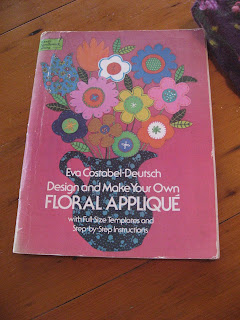 Eva Costabel-Deutsch
Design and Make Your Own
FLORAL APPLIQUÉ
with Full-Size Templates and
Step-by-Step Instructions